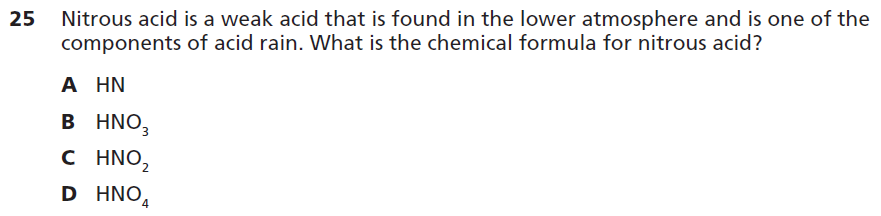 25 Nitrous acid is a weak acid that is found in the lower atmosphere and is one of the
components of acid rain. What is the chemical formula for nitrous acid?
A HN
B HNO₃
C HNO₂
D HNO₄